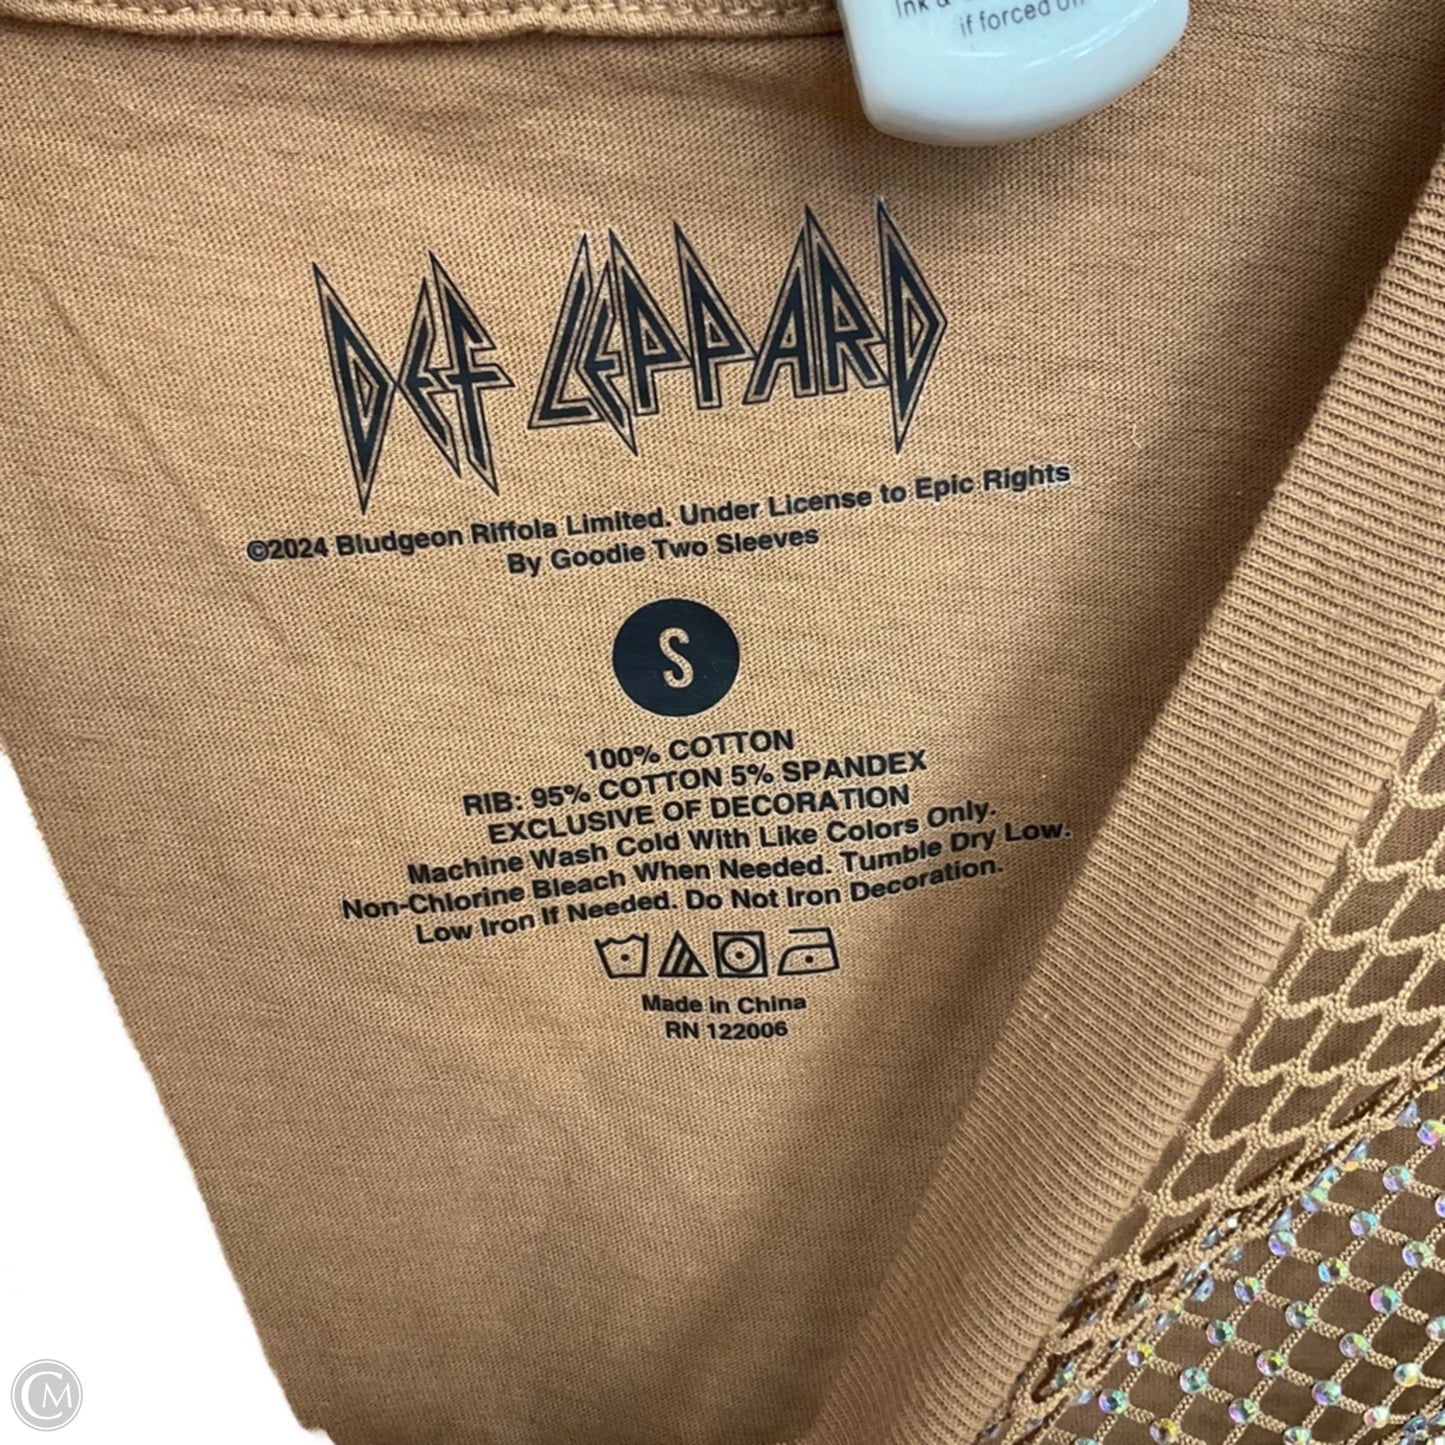 if forced
DEF LEPPARD
©2024 Bludgeon Riffola Limited. Under License to Epic Rights
By Goodie Two Sleeves
S
100% COTTON
RIB: 95% COTTON 5% SPANDEX
EXCLUSIVE OF DECORATION
Machine Wash Cold With Like Colors Only.
Non-Chlorine Bleach When Needed. Tumble Dry Low.
Low Iron If Needed. Do Not Iron Decoration.
Made in China
RN 122006
CM